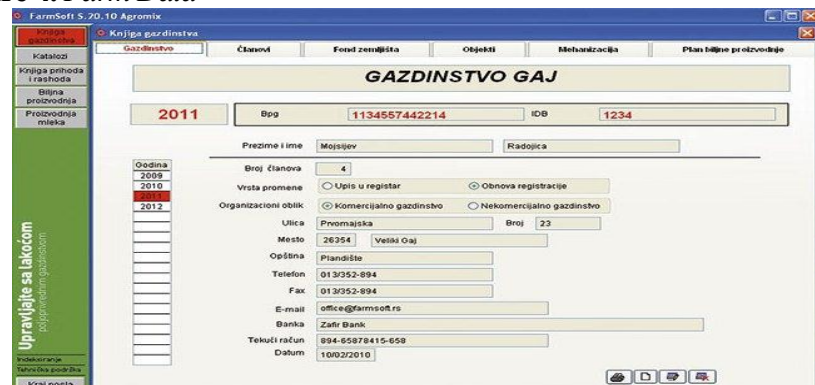 FarmSoft 5.20.10 Agromix
Knjiga gazdinstva
Katalozi
Knjiga prihoda i rashoda
Biljna proizvodnja
Proizvodnja mleka
Upravljajte sa lakoćom
poljoprivrednim gazdinstvom
Indeksiranje
Tehnička podrška
Kraj posla
Knjiga gazdinstva
Gazdinstvo Članovi Fond zemljišta Objekti Mehanizacija Plan biljne proizvodnje
GAZDINSTVO GAJ
2011 Bpg 1134557442214 IDB 1234
Prezime i ime Mojsijev Radojica
Godina
2009
2010
2011
2012
Broj članova 4
Vrsta promene Upis u registar Obnova registracije
Organizacioni oblik Komercijalno gazdinstvo Nekomercijalno gazdinstvo
Ulica Prvomajska Broj 23
Mesto 26354 Veliki Gaj
Opština Plandište
Telefon 013/352-894
Fax 013/352-894
E-mail office@farmsoft.rs
Banka Zafir Bank
Tekući račun 894-65878415-658
Datum 10/02/2010